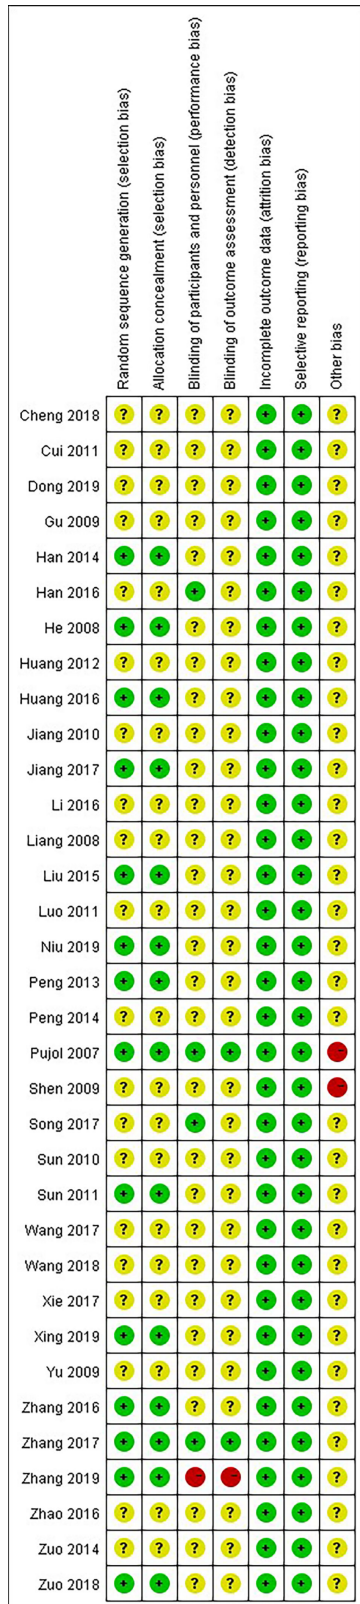 Random sequence generation (selection bias)
Allocation concealment (selection bias)
Blinding of participants and personnel (performance bias)
Blinding of outcome assessment (detection bias)
Incomplete outcome data (attrition bias)
Selective reporting (reporting bias)
Other bias
Cheng 2018 ? ? ? ? + + ?
Cui 2011 ? ? ? ? + + ?
Dong 2019 ? ? ? ? + + ?
Gu 2009 ? ? ? ? + + ?
Han 2014 + + ? ? + + ?
Han 2016 ? ? + ? + + ?
He 2008 + + ? ? + + ?
Huang 2012 ? ? ? ? + + ?
Huang 2016 + + ? ? + + ?
Jiang 2010 ? ? ? ? + + ?
Jiang 2017 + + ? ? + + ?
Li 2016 ? ? ? ? + + ?
Liang 2008 ? ? ? ? + + ?
Liu 2015 + + ? ? + + ?
Luo 2011 ? ? ? ? + + ?
Niu 2019 + + ? ? + + ?
Peng 2013 + + ? ? + + ?
Peng 2014 ? ? ? ? + + ?
Pujol 2007 + + + + + + -
Shen 2009 ? ? ? ? + + -
Song 2017 ? ? + ? + + ?
Sun 2010 ? ? ? ? + + ?
Sun 2011 + + ? ? + + ?
Wang 2017 ? ? ? ? + + ?
Wang 2018 ? ? ? ? + + ?
Xie 2017 ? ? ? ? + + ?
Xing 2019 + + ? ? + + ?
Yu 2009 ? ? ? ? + + ?
Zhang 2016 + + ? ? + + ?
Zhang 2017 + + + + + + ?
Zhang 2019 + + - - + + ?
Zhao 2016 ? ? ? ? + + ?
Zuo 2014 ? ? ? ? + + ?
Zuo 2018 + + ? ? + + ?